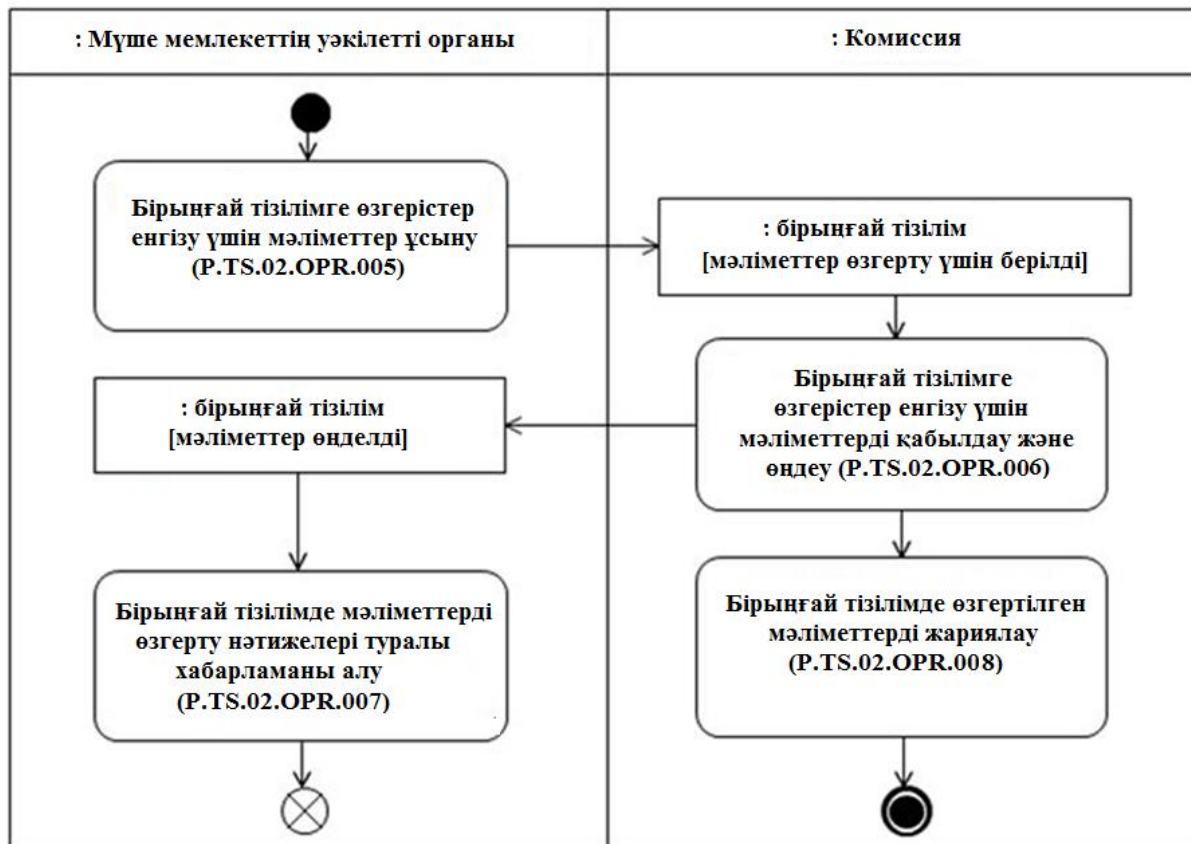 : Мүше мемлекеттің уәкілетті органы
: Комиссия
Бірыңғай тізілімге өзгерістер
енгізу үшін мәліметтер ұсыну
(P.TS.02.OPR.005)
: бірыңғай тізілім
[мәліметтер өзгерту үшін берілді]
Бірыңғай тізілімге
өзгерістер енгізу үшін
мәліметтерді қабылдау және
өңдеу (P.TS.02.OPR.006)
: бірыңғай тізілім
[мәліметтер өңделді]
Бірыңғай тізілімде мәліметтерді
өзгерту нәтижелері туралы
хабарламаны алу
(P.TS.02.OPR.007)
Бірыңғай тізілімде өзгертілген
мәліметтерді жариялау
(P.TS.02.OPR.008)